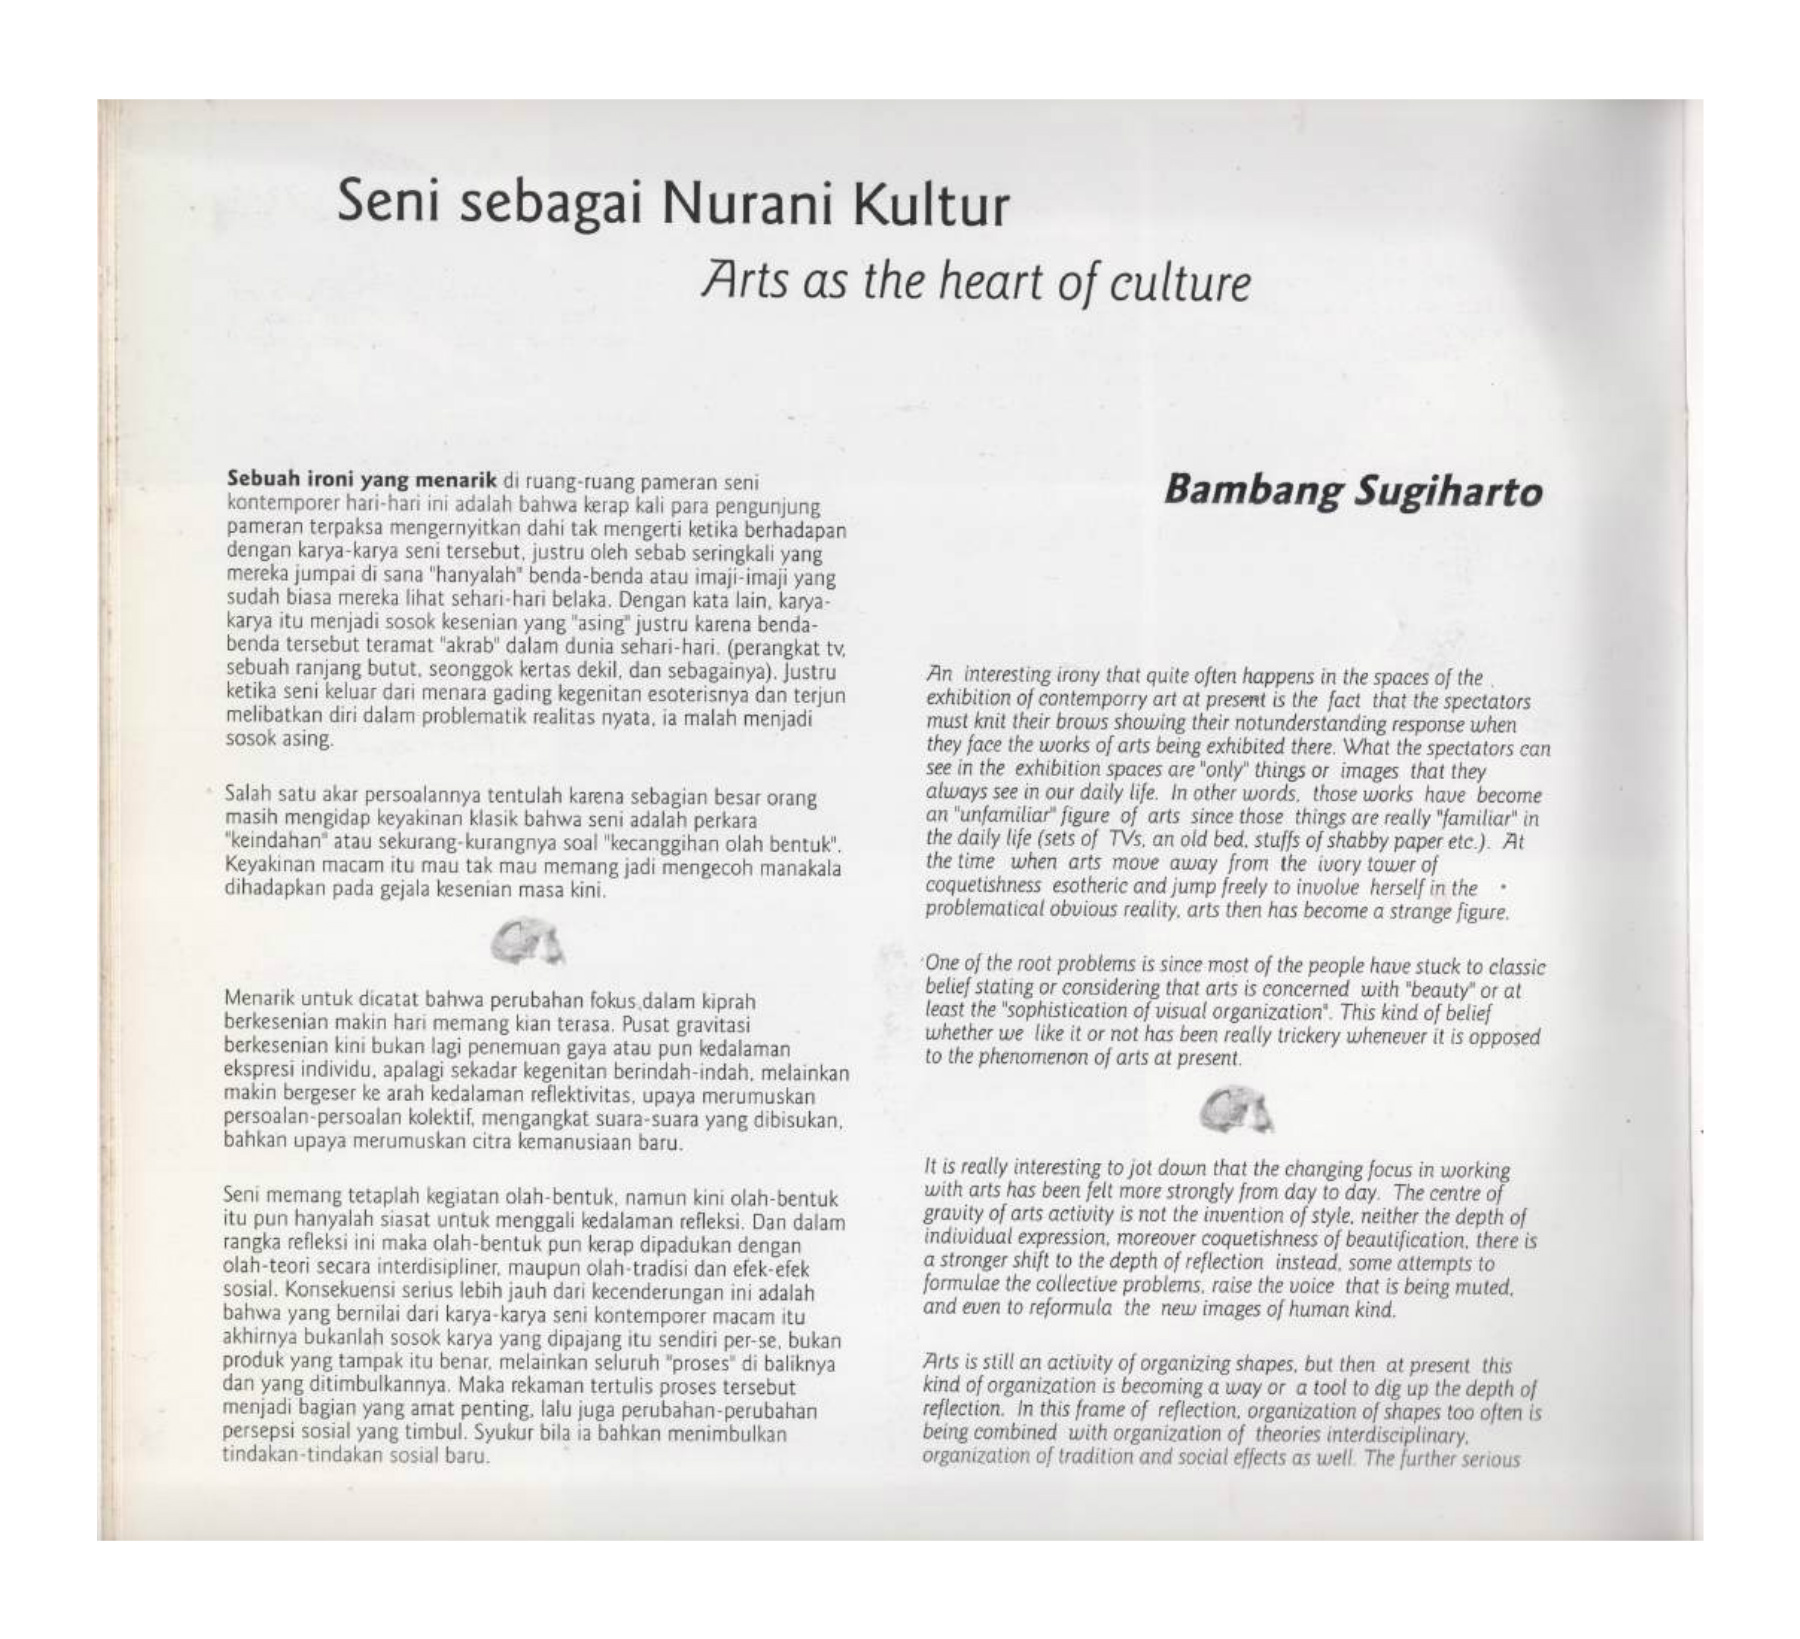 Seni sebagai Nurani Kultur
Arts as the heart of culture
Sebuah ironi yang menarik di ruang-ruang pameran seni
kontemporer hari-hari ini adalah bahwa kerap kali para pengunjung
pameran terpaksa mengernyitkan dahi tak mengerti ketika berhadapan
dengan karya-karya seni tersebut, justru oleh sebab seringkali yang
mereka jumpai di sana "hanyalah" benda-benda atau imaji-imaji yang
sudah biasa mereka lihat sehari-hari belaka. Dengan kata lain, karya-
karya itu menjadi sosok kesenian yang "asing" justru karena benda-
benda tersebut teramat "akrab" dalam dunia sehari-hari. (perangkat tv,
sebuah ranjang butut, seonggok kertas dekil, dan sebagainya). Justru
ketika seni keluar dari menara gading kegenitan esoterisnya dan terjun
melibatkan diri dalam problematik realitas nyata, ia malah menjadi
sosok asing.
Salah satu akar persoalannya tentulah karena sebagian besar orang
masih mengidap keyakinan klasik bahwa seni adalah perkara
"keindahan" atau sekurang-kurangnya soal "kecanggihan olah bentuk".
Keyakinan macam itu mau tak mau memang jadi mengecoh manakala
dihadapkan pada gejala kesenian masa kini.
Menarik untuk dicatat bahwa perubahan fokus dalam kiprah
berkesenian makin hari memang kian terasa. Pusat gravitasi
berkesenian kini bukan lagi penemuan gaya atau pun kedalaman
ekspresi individu, apalagi sekadar kegenitan berindah-indah, melainkan
makin bergeser ke arah kedalaman reflektivitas, upaya merumuskan
persoalan-persoalan kolektif, mengangkat suara-suara yang dibisukan,
bahkan upaya merumuskan citra kemanusiaan baru.
Seni memang tetaplah kegiatan olah-bentuk, namun kini olah-bentuk
itu pun hanyalah siasat untuk menggali kedalaman refleksi. Dan dalam
rangka refleksi ini maka olah-bentuk pun kerap dipadukan dengan
olah-teori secara interdisipliner, maupun olah-tradisi dan efek-efek
sosial. Konsekuensi serius lebih jauh dari kecenderungan ini adalah
bahwa yang bernilai dari karya-karya seni kontemporer macam itu
akhirnya bukanlah sosok karya yang dipajang itu sendiri per-se, bukan
produk yang tampak itu benar, melainkan seluruh "proses" di baliknya
dan yang ditimbulkannya. Maka rekaman tertulis proses tersebut
menjadi bagian yang amat penting, lalu juga perubahan-perubahan
persepsi sosial yang timbul. Syukur bila ia bahkan menimbulkan
tindakan-tindakan sosial baru.
Bambang Sugiharto
An interesting irony that quite often happens in the spaces of the
exhibition of contemporry art at present is the fact that the spectators
must knit their brows showing their notunderstanding response when
they face the works of arts being exhibited there. What the spectators can
see in the exhibition spaces are "only" things or images that they
always see in our daily life. In other words, those works have become
an "unfamiliar" figure of arts since those things are really "familiar" in
the daily life (sets of TVs, an old bed, stuffs of shabby paper etc.). At
the time when arts move away from the ivory tower of
coquetishness esotheric and jump freely to involve herself in the
problematical obvious reality, arts then has become a strange figure.
One of the root problems is since most of the people have stuck to classic
belief stating or considering that arts is concerned with "beauty" or at
least the "sophistication of visual organization". This kind of belief
whether we like it or not has been really trickery whenever it is opposed
to the phenomenon of arts at present.
It is really interesting to jot down that the changing focus in working
with arts has been felt more strongly from day to day. The centre of
gravity of arts activity is not the invention of style, neither the depth of
individual expression, moreover coquetishness of beautification, there is
a stronger shift to the depth of reflection instead, some attempts to
formulae the collective problems, raise the voice that is being muted,
and even to reformula the new images of human kind.
Arts is still an activity of organizing shapes, but then at present this
kind of organization is becoming a way or a tool to dig up the depth of
reflection. In this frame of reflection, organization of shapes too often is
being combined with organization of theories interdisciplinary,
organization of tradition and social effects as well. The further serious